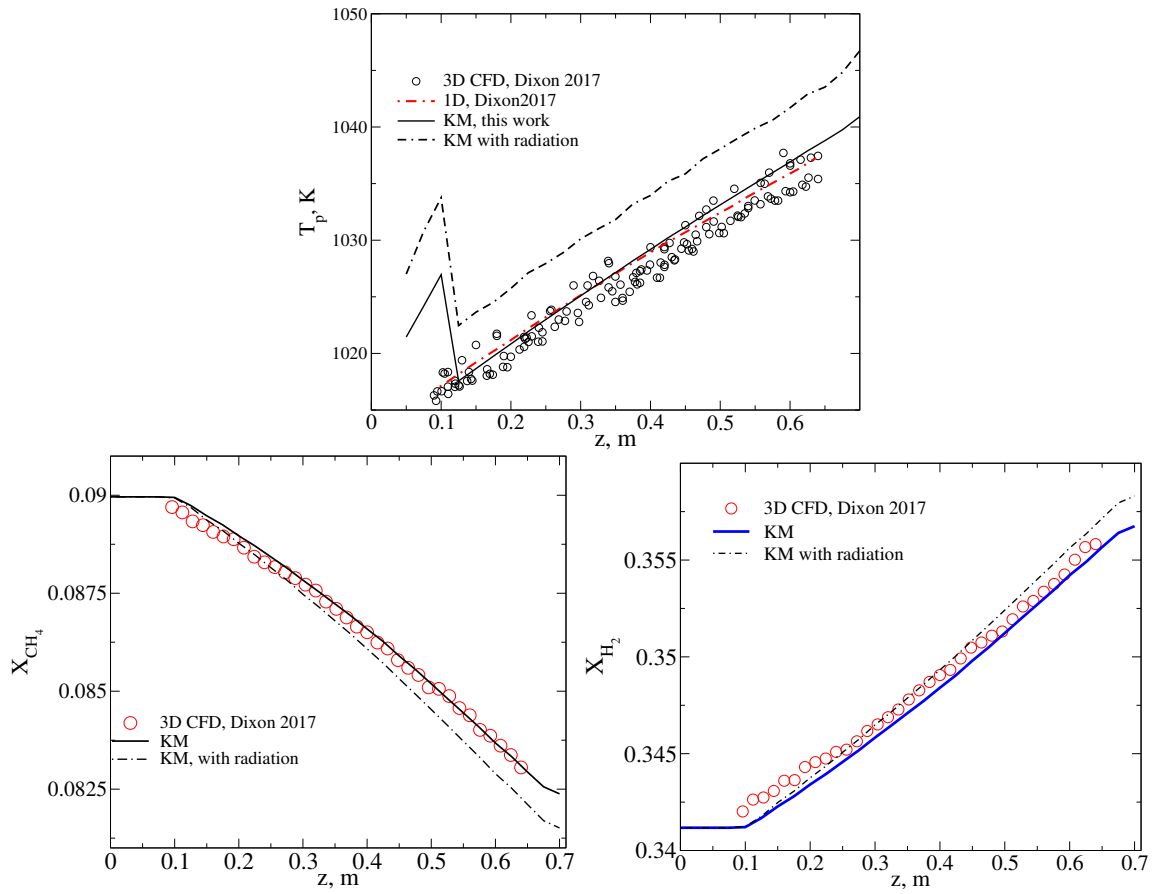 1050
1040
1030
1020
T_p, K
3D CFD, Dixon 2017
1D, Dixon2017
KM, this work
KM with radiation
0 0.1 0.2 0.3 0.4 0.5 0.6
z, m
0.09
0.0875
0.085
0.0825
X_CH4
3D CFD, Dixon 2017
KM
KM, with radiation
0 0.1 0.2 0.3 0.4 0.5 0.6 0.7
z, m
0.355
0.35
0.345
0.34
X_H2
3D CFD, Dixon 2017
KM
KM with radiation
0 0.1 0.2 0.3 0.4 0.5 0.6 0.7
z, m